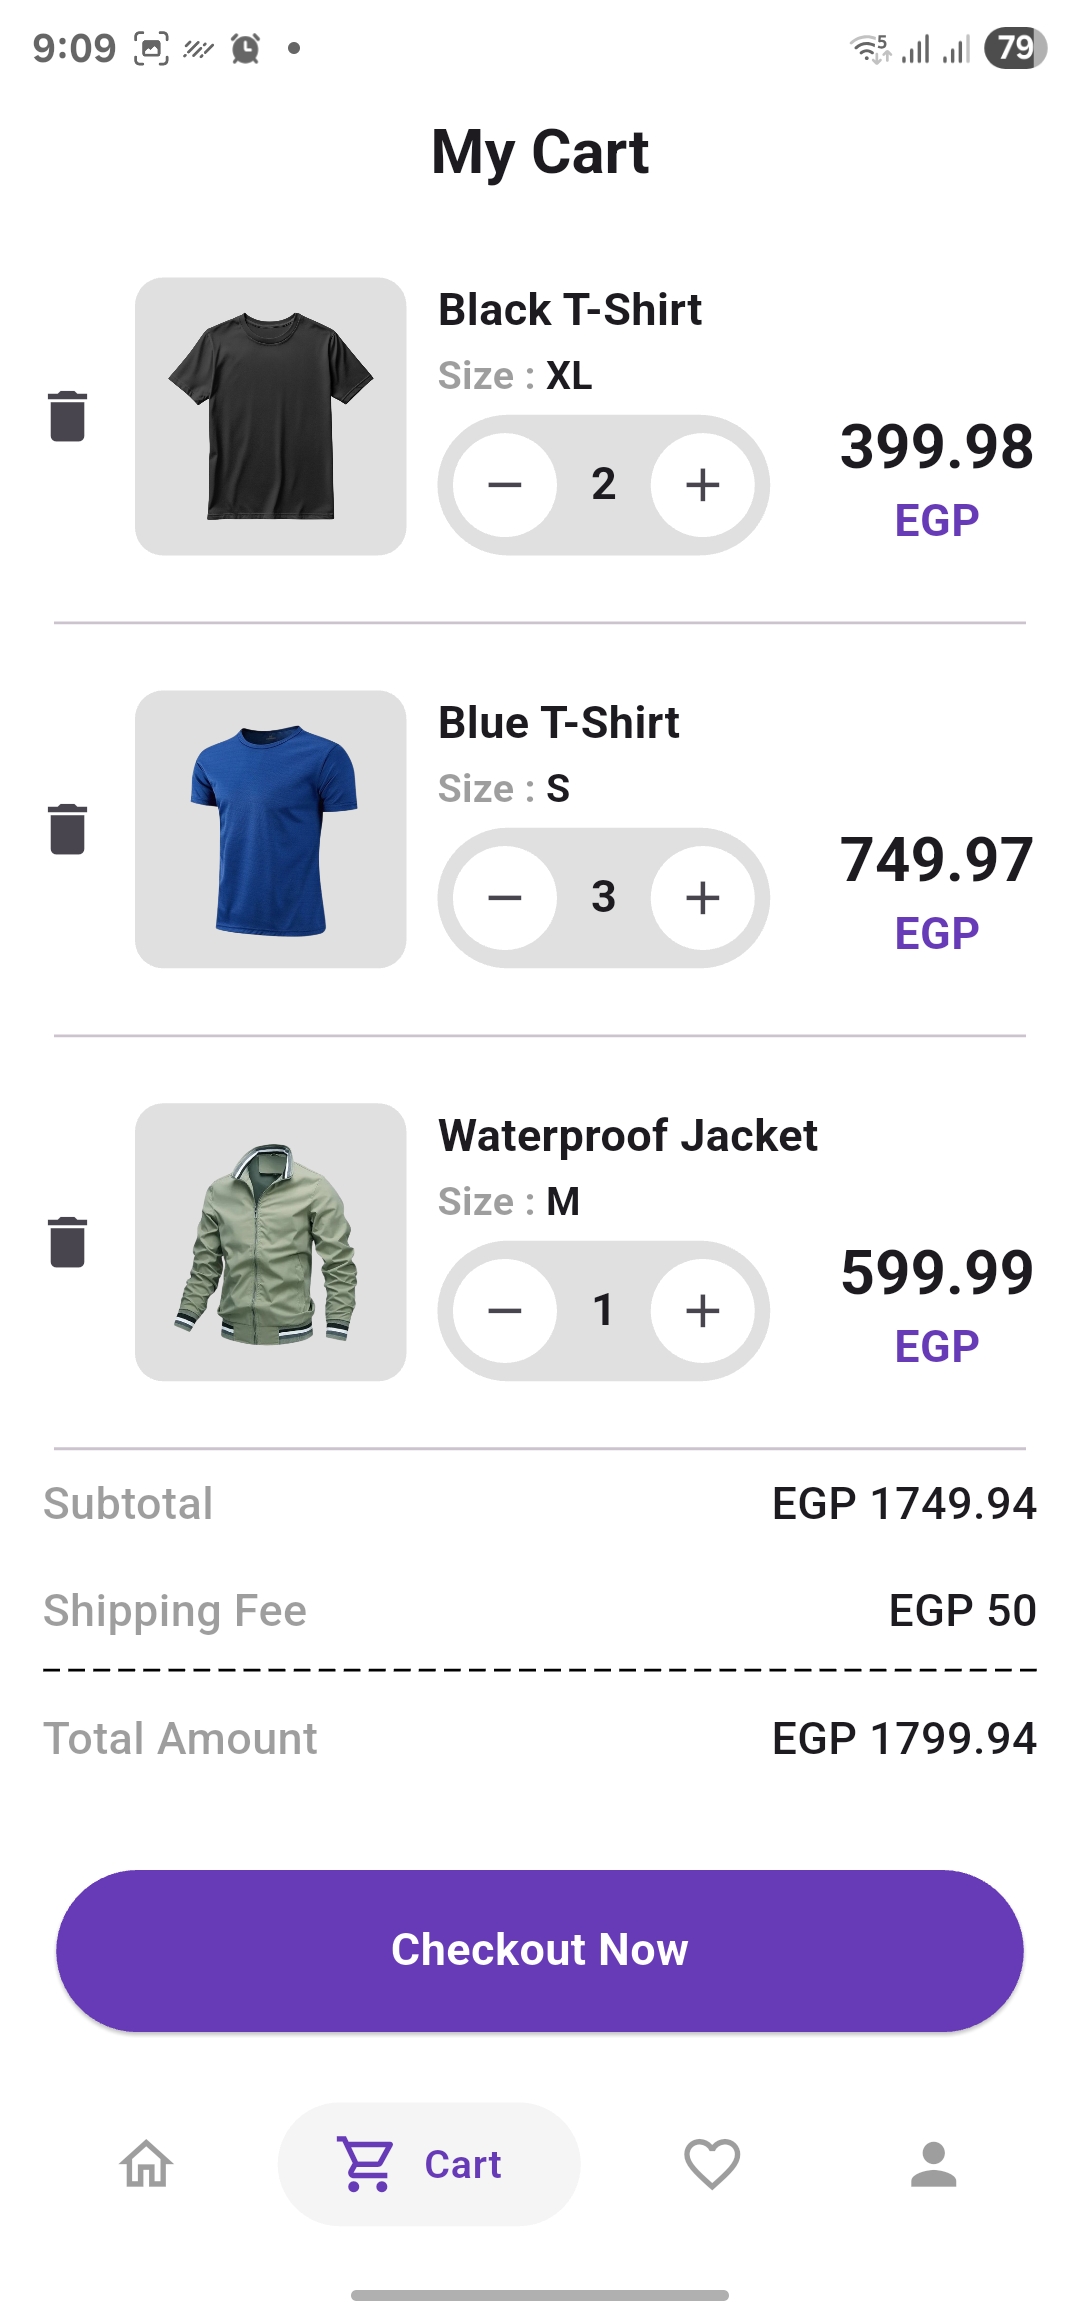 9:09
5
79
My Cart
Black T-Shirt
Size : XL
2
399.98
EGP
Blue T-Shirt
Size : S
3
749.97
EGP
Waterproof Jacket
Size : M
1
599.99
EGP
Subtotal EGP 1749.94
Shipping Fee EGP 50
Total Amount EGP 1799.94
Checkout Now
Cart